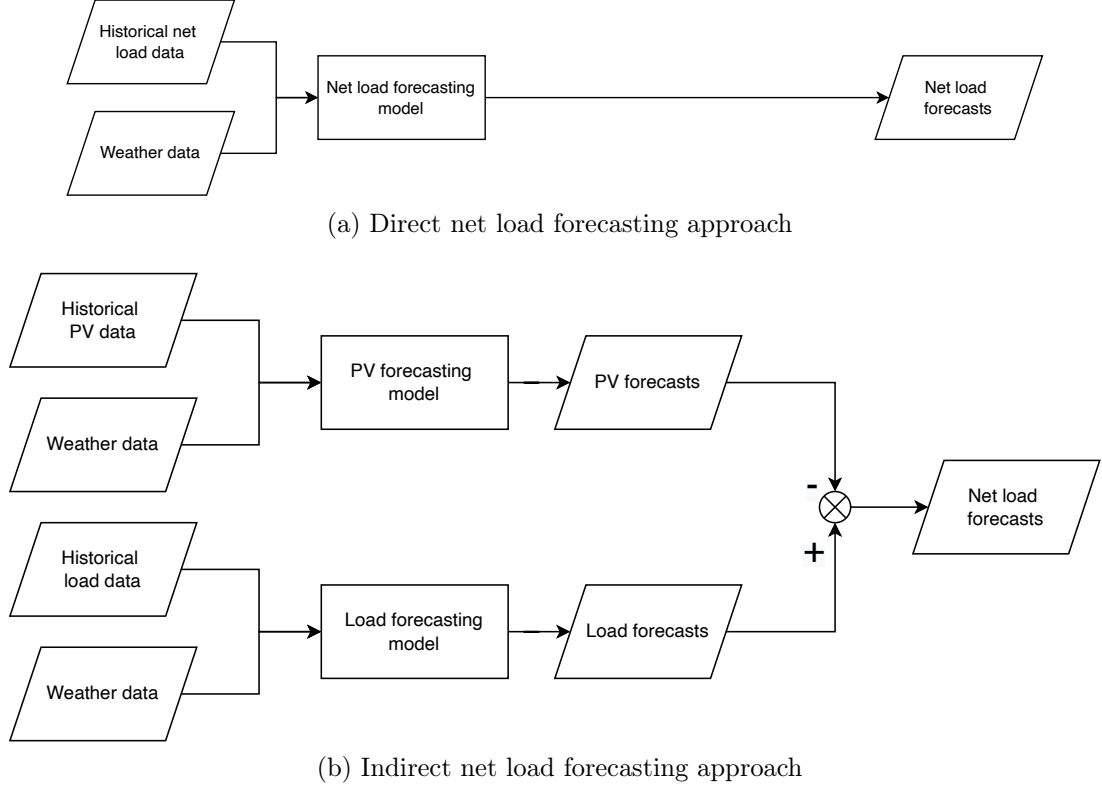 Historical net
load data
Weather data
Net load forecasting
model
Net load
forecasts
(a) Direct net load forecasting approach
Historical
PV data
Weather data
PV forecasting
model
PV forecasts
-
+
Net load
forecasts
Historical
load data
Weather data
Load forecasting
model
Load forecasts
(b) Indirect net load forecasting approach